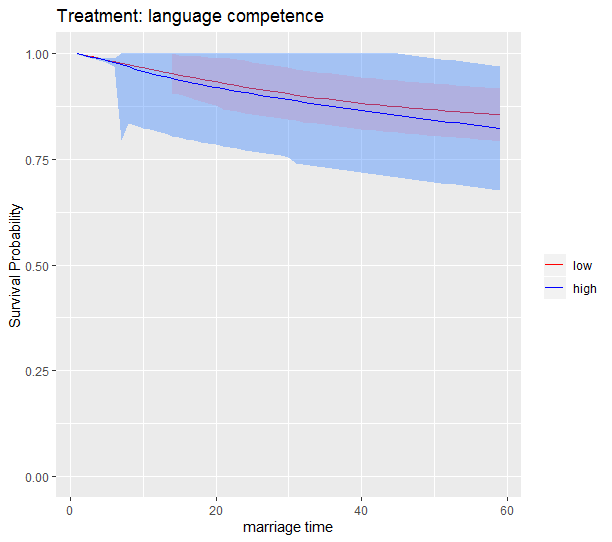 Treatment: language competence
1.00
0.75
0.50
0.25
0.00
Survival Probability
0
20
40
60
marriage time
low
high